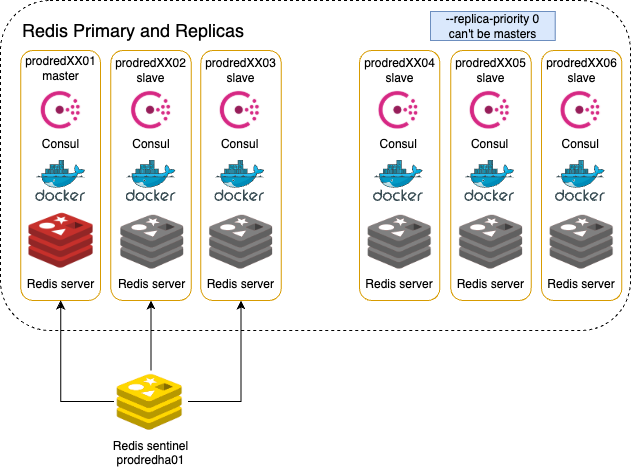 --replica-priority 0
can't be masters
Redis Primary and Replicas
prodredXX01
master
prodredXX02
slave
prodredXX03
slave
prodredXX04
slave
prodredXX05
slave
prodredXX06
slave
Consul
Consul
Consul
Consul
Consul
Consul
docker
docker
docker
docker
docker
docker
Redis server
Redis server
Redis server
Redis server
Redis server
Redis server
Redis sentinel
prodredha01